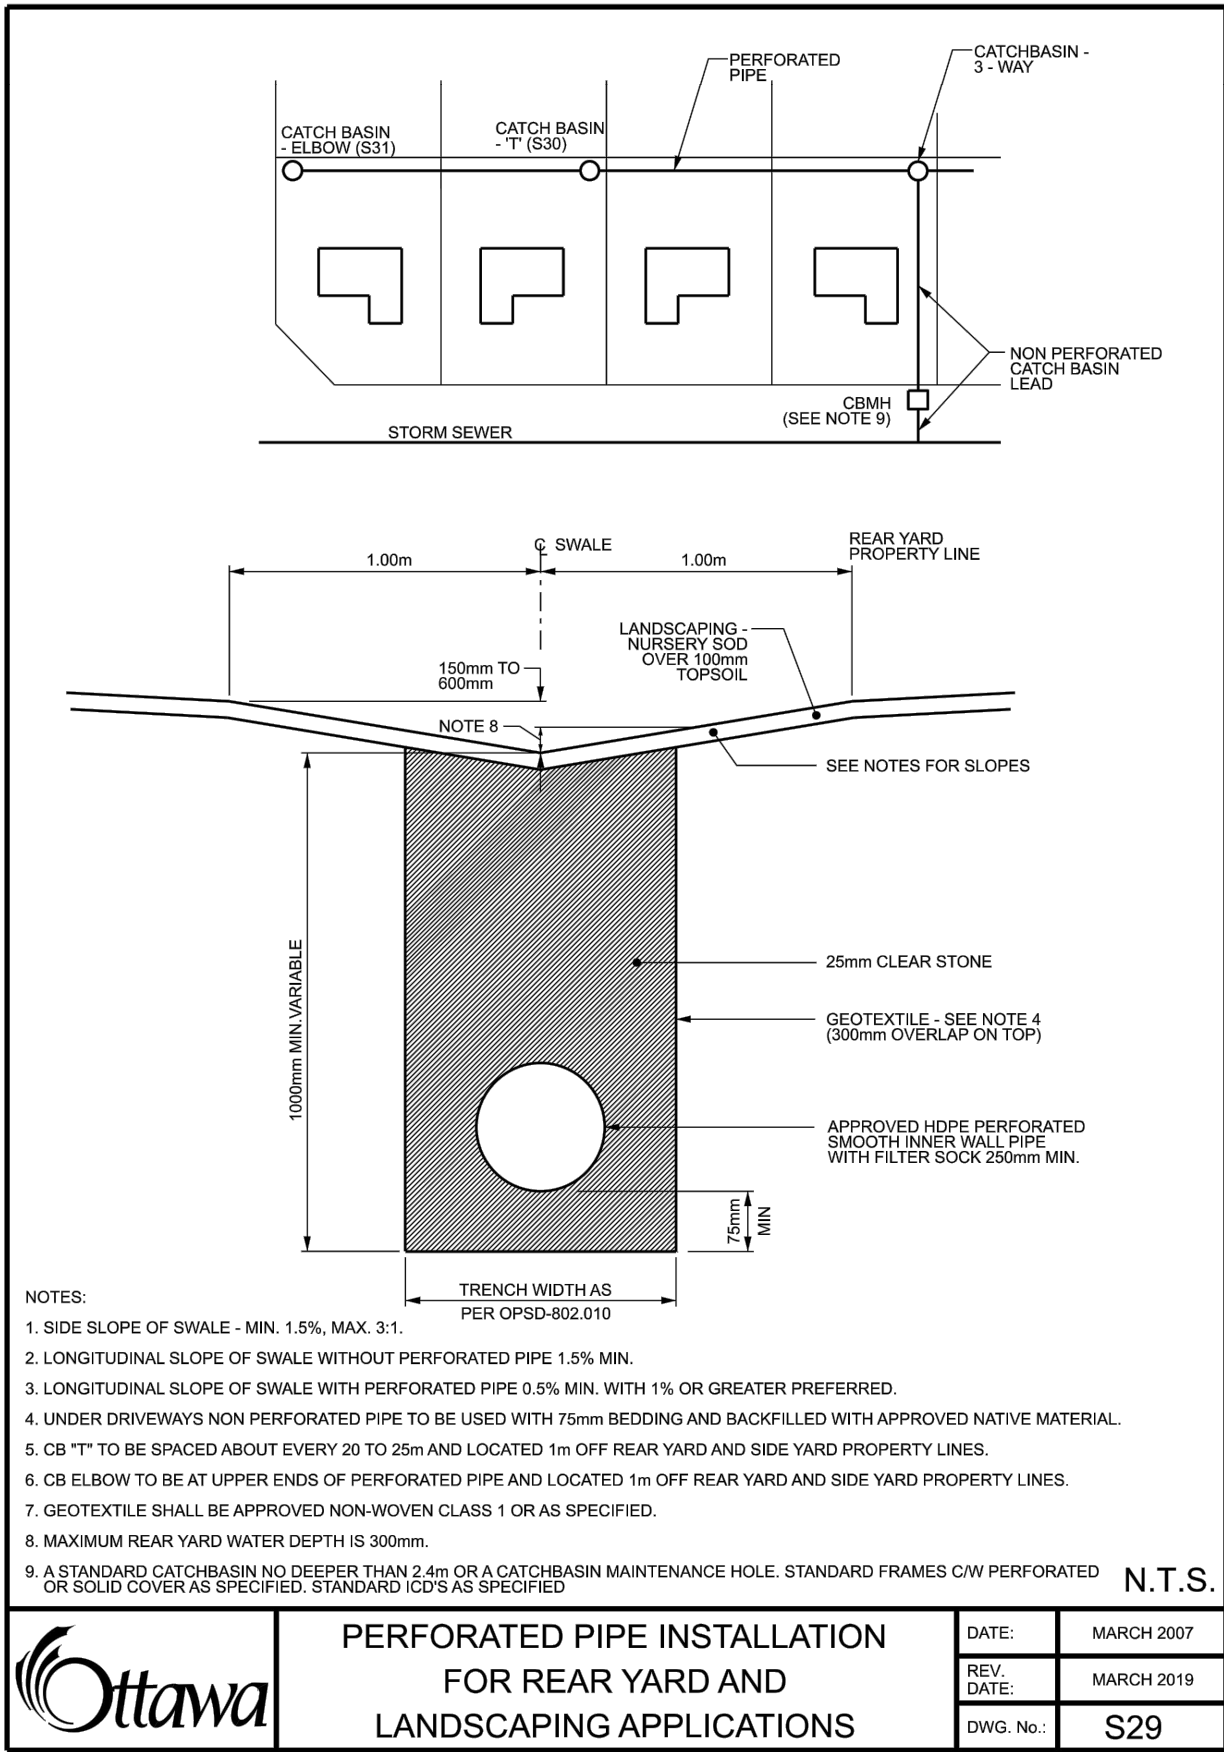 PERFORATED
PIPE
CATCHBASIN -
3 - WAY
CATCH BASIN
- ELBOW (S31)
CATCH BASIN
- 'T' (S30)
NON PERFORATED
CATCH BASIN
LEAD
CBMH
(SEE NOTE 9)
STORM SEWER
℄ SWALE
REAR YARD
PROPERTY LINE
1.00m
1.00m
LANDSCAPING -
NURSERY SOD
OVER 100mm
TOPSOIL
150mm TO
600mm
NOTE 8
SEE NOTES FOR SLOPES
1000mm MIN.VARIABLE
25mm CLEAR STONE
GEOTEXTILE - SEE NOTE 4
(300mm OVERLAP ON TOP)
APPROVED HDPE PERFORATED
SMOOTH INNER WALL PIPE
WITH FILTER SOCK 250mm MIN.
75mm
MIN
TRENCH WIDTH AS
PER OPSD-802.010
NOTES:
1. SIDE SLOPE OF SWALE - MIN. 1.5%, MAX. 3:1.
2. LONGITUDINAL SLOPE OF SWALE WITHOUT PERFORATED PIPE 1.5% MIN.
3. LONGITUDINAL SLOPE OF SWALE WITH PERFORATED PIPE 0.5% MIN. WITH 1% OR GREATER PREFERRED.
4. UNDER DRIVEWAYS NON PERFORATED PIPE TO BE USED WITH 75mm BEDDING AND BACKFILLED WITH APPROVED NATIVE MATERIAL.
5. CB "T" TO BE SPACED ABOUT EVERY 20 TO 25m AND LOCATED 1m OFF REAR YARD AND SIDE YARD PROPERTY LINES.
6. CB ELBOW TO BE AT UPPER ENDS OF PERFORATED PIPE AND LOCATED 1m OFF REAR YARD AND SIDE YARD PROPERTY LINES.
7. GEOTEXTILE SHALL BE APPROVED NON-WOVEN CLASS 1 OR AS SPECIFIED.
8. MAXIMUM REAR YARD WATER DEPTH IS 300mm.
9. A STANDARD CATCHBASIN NO DEEPER THAN 2.4m OR A CATCHBASIN MAINTENANCE HOLE. STANDARD FRAMES C/W PERFORATED
OR SOLID COVER AS SPECIFIED. STANDARD ICD'S AS SPECIFIED
N.T.S.
Ottawa
PERFORATED PIPE INSTALLATION
FOR REAR YARD AND
LANDSCAPING APPLICATIONS
DATE:
MARCH 2007
REV.
DATE:
MARCH 2019
DWG. No.:
S29